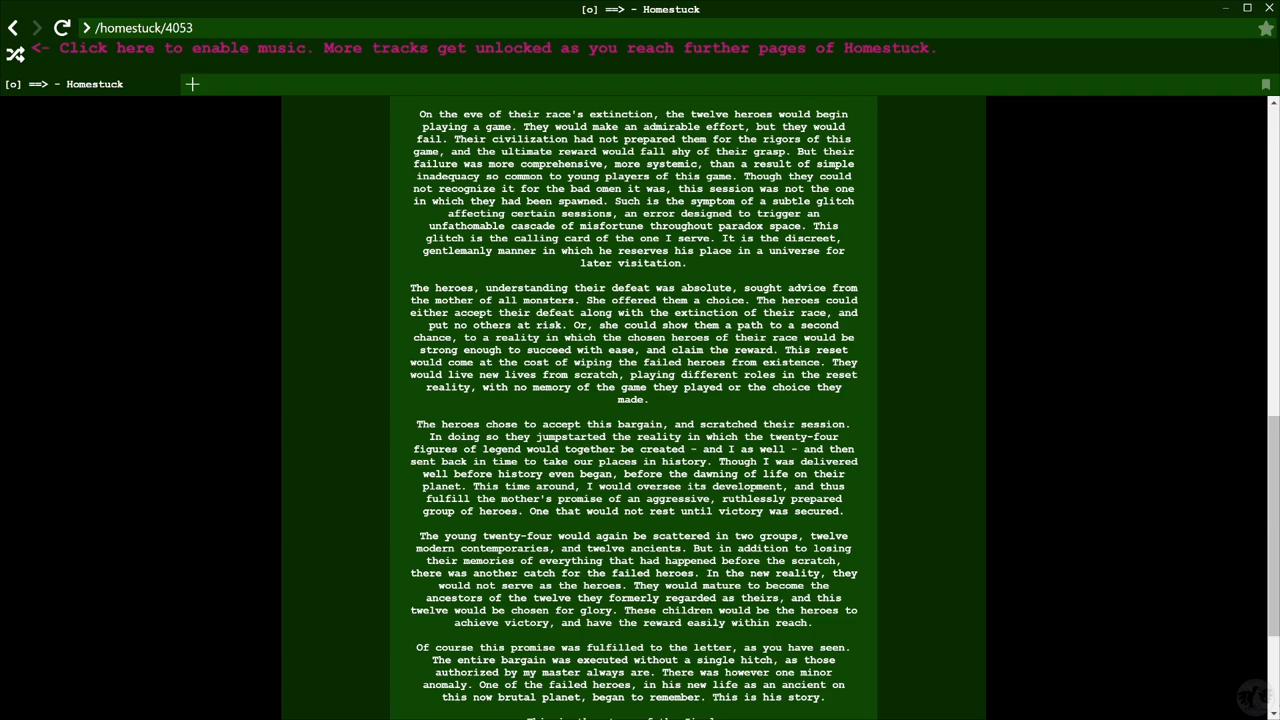 [o] ==> - Homestuck
/homestuck/4053
<- Click here to enable music. More tracks get unlocked as you reach further pages of Homestuck.
[o] ==> - Homestuck
On the eve of their race's extinction, the twelve heroes would begin
playing a game. They would make an admirable effort, but they would
fail. Their civilization had not prepared them for the rigors of this
game, and the ultimate reward would fall shy of their grasp. But their
failure was more comprehensive, more systemic, than a result of simple
inadequacy so common to young players of this game. Though they could
not recognize it for the bad omen it was, this session was not the one
in which they had been spawned. Such is the symptom of a subtle glitch
affecting certain sessions, an error designed to trigger an
unfathomable cascade of misfortune throughout paradox space. This
glitch is the calling card of the one I serve. It is the discreet,
gentlemanly manner in which he reserves his place in a universe for
later visitation.
The heroes, understanding their defeat was absolute, sought advice from
the mother of all monsters. She offered them a choice. The heroes could
either accept their defeat along with the extinction of their race, and
put no others at risk. Or, she could show them a path to a second
chance, to a reality in which the chosen heroes of their race would be
strong enough to succeed with ease, and claim the reward. This reset
would come at the cost of wiping the failed heroes from existence. They
would live new lives from scratch, playing different roles in the reset
reality, with no memory of the game they played or the choice they
made.
The heroes chose to accept this bargain, and scratched their session.
In doing so they jumpstarted the reality in which the twenty-four
figures of legend would together be created - and I as well - and then
sent back in time to take our places in history. Though I was delivered
well before history even began, before the dawning of life on their
planet. This time around, I would oversee its development, and thus
fulfill the mother's promise of an aggressive, ruthlessly prepared
group of heroes. One that would not rest until victory was secured.
The young twenty-four would again be scattered in two groups, twelve
modern contemporaries, and twelve ancients. But in addition to losing
their memories of everything that had happened before the scratch,
there was another catch for the failed heroes. In the new reality, they
would not serve as the heroes. They would mature to become the
ancestors of the twelve they formerly regarded as theirs, and this
twelve would be chosen for glory. These children would be the heroes to
achieve victory, and have the reward easily within reach.
Of course this promise was fulfilled to the letter, as you have seen.
The entire bargain was executed without a single hitch, as those
authorized by my master always are. There was however one minor
anomaly. One of the failed heroes, in his new life as an ancient on
this now brutal planet, began to remember. This is his story.